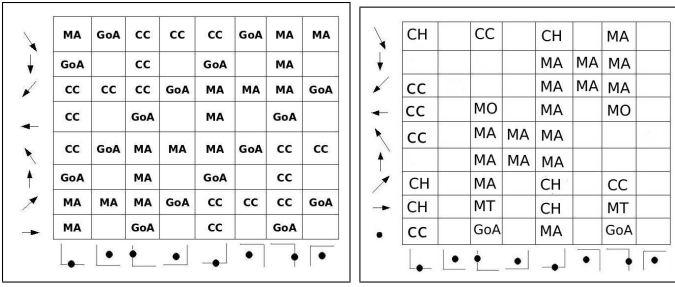 MA GoA CC CC CC GoA MA MA
GoA CC GoA MA
CC CC CC GoA MA MA MA GoA
CC GoA MA GoA
CC GoA MA MA MA GoA CC CC
GoA MA GoA CC
MA MA MA GoA CC CC CC GoA
MA GoA CC GoA
CH CC CH MA
MA MA MA
CC MA MA MA
CC MO MA MO
CC MA MA MA
MA MA MA
CH MA CH CC
CH MT CH MT
CC GoA MA GoA